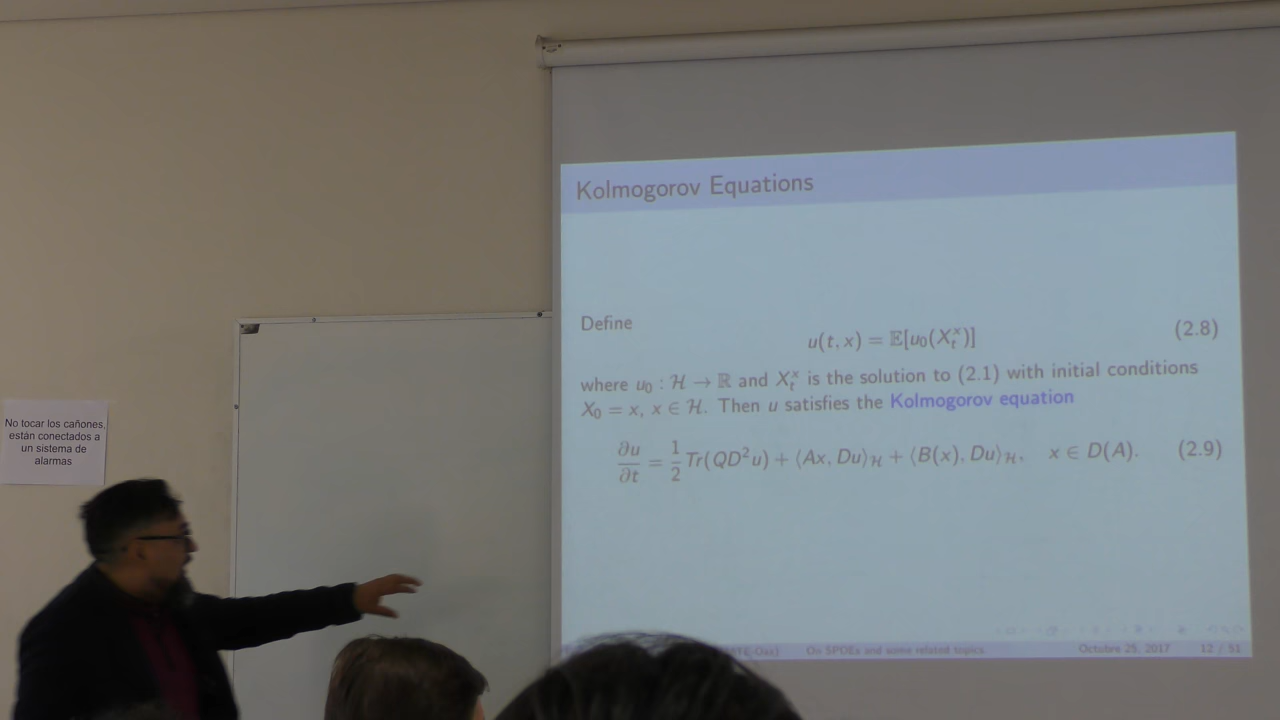 No tocar los cañones,
están conectados a
un sistema de
alarmas
Kolmogorov Equations
Define
u(t, x) = 𝔼[u₀(Xₜˣ)] (2.8)
where u₀ : ℋ → ℝ and Xₜˣ is the solution to (2.1) with initial conditions
X₀ = x, x ∈ ℋ. Then u satisfies the Kolmogorov equation
∂u/∂t = 1/2 Tr(QD²u) + ⟨Ax, Du⟩ℋ + ⟨B(x), Du⟩ℋ, x ∈ D(A). (2.9)
On SPDEs and some related topics Octubre 25, 2017 12 / 51